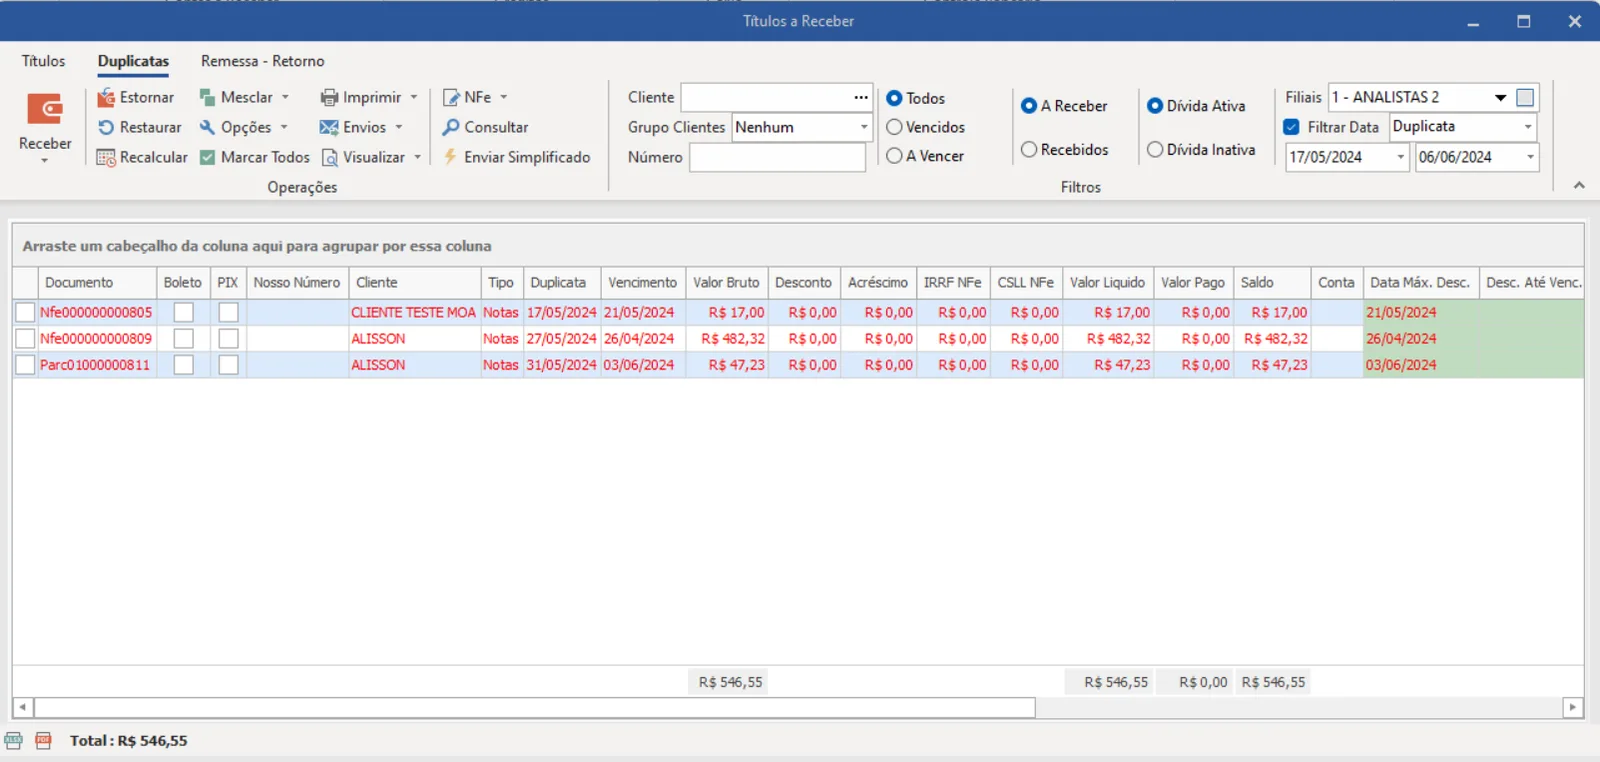 Títulos a Receber
Títulos Duplicatas Remessa - Retorno
Receber
Estornar Mesclar Imprimir NFe
Restaurar Opções Envios Consultar
Recalcular Marcar Todos Visualizar Enviar Simplificado
Operações
Cliente ...
Grupo Clientes Nenhum
Número
Todos
Vencidos
A Vencer
A Receber
Recebidos
Dívida Ativa
Dívida Inativa
Filiais 1 - ANALISTAS 2
Filtrar Data Duplicata
17/05/2024 06/06/2024
Filtros
Arraste um cabeçalho da coluna aqui para agrupar por essa coluna
Documento Boleto PIX Nosso Número Cliente Tipo Duplicata Vencimento Valor Bruto Desconto Acréscimo IRRF NFe CSLL NFe Valor Liquido Valor Pago Saldo Conta Data Máx. Desc. Desc. Até Venc.
Nfe000000000805 CLIENTE TESTE MOA Notas 17/05/2024 21/05/2024 R$ 17,00 R$ 0,00 R$ 0,00 R$ 0,00 R$ 0,00 R$ 17,00 R$ 0,00 R$ 17,00 21/05/2024
Nfe000000000809 ALISSON Notas 27/05/2024 26/04/2024 R$ 482,32 R$ 0,00 R$ 0,00 R$ 0,00 R$ 0,00 R$ 482,32 R$ 0,00 R$ 482,32 26/04/2024
Parc01000000811 ALISSON Notas 31/05/2024 03/06/2024 R$ 47,23 R$ 0,00 R$ 0,00 R$ 0,00 R$ 0,00 R$ 47,23 R$ 0,00 R$ 47,23 03/06/2024
R$ 546,55 R$ 546,55 R$ 0,00 R$ 546,55
Total : R$ 546,55